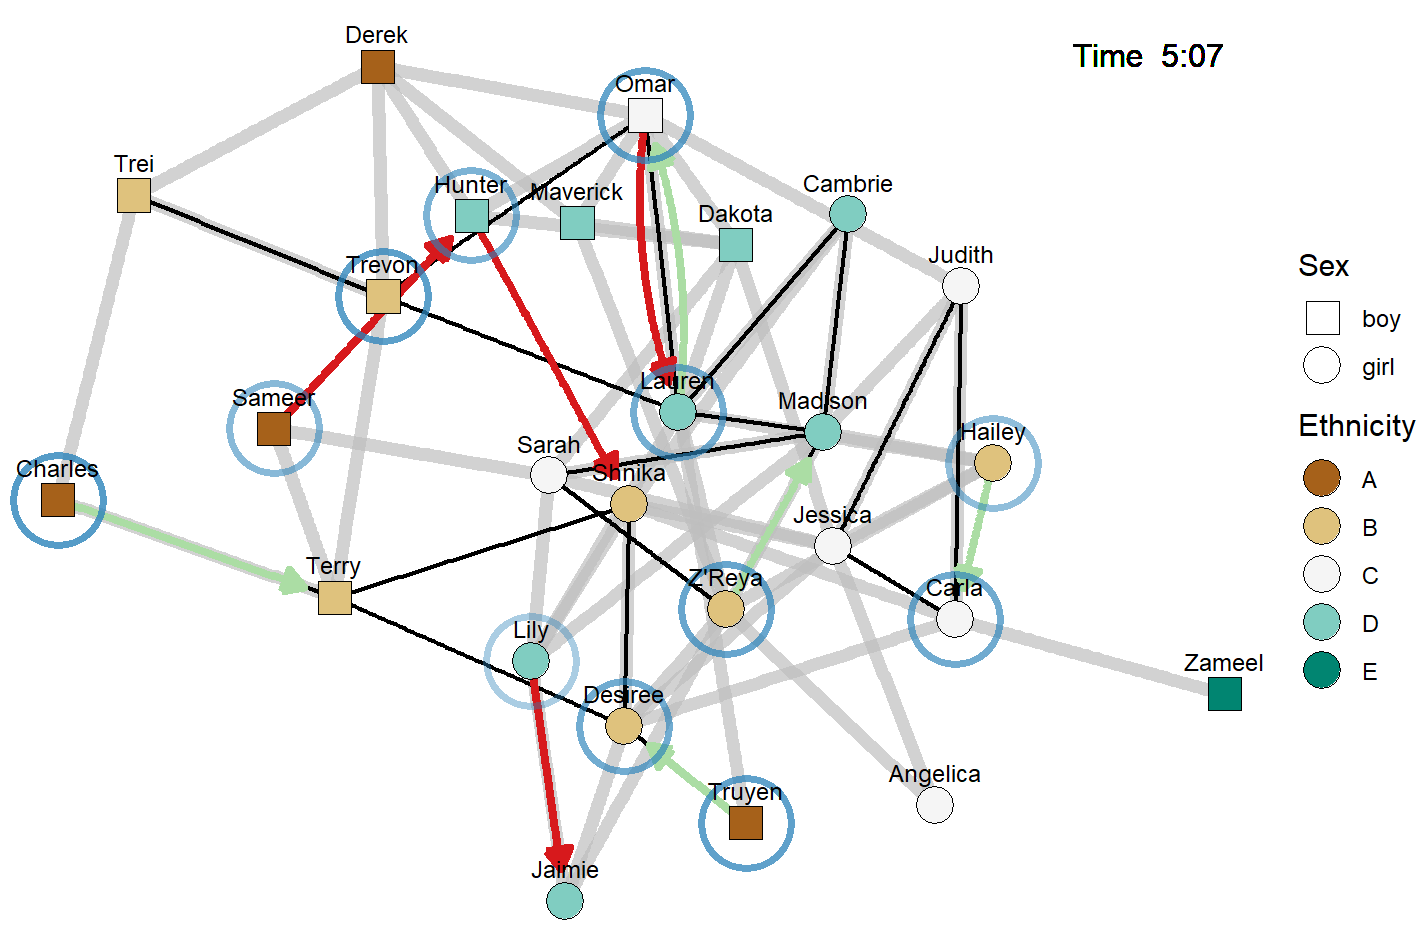 Derek
Time 5:07
Omar
Trei
Hunter
Maverick
Cambrie
Dakota
Judith
Trevon
Sex
boy
girl
Lauren
Sameer
Madison
Hailey
Ethnicity
Sarah
Charles
Shnika
A
B
Jessica
Terry
Z'Reya
Carla
C
D
Lily
Zameel
E
Desiree
Truyen
Angelica
Jaimie